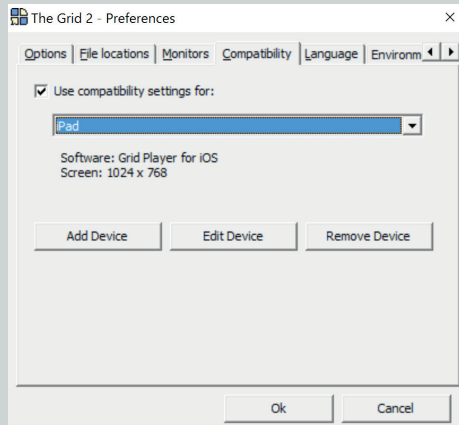 The Grid 2 - Preferences
Options File locations Monitors Compatibility Language Environm
Use compatibility settings for:
iPad
Software: Grid Player for iOS
Screen: 1024 x 768
Add Device Edit Device Remove Device
Ok Cancel